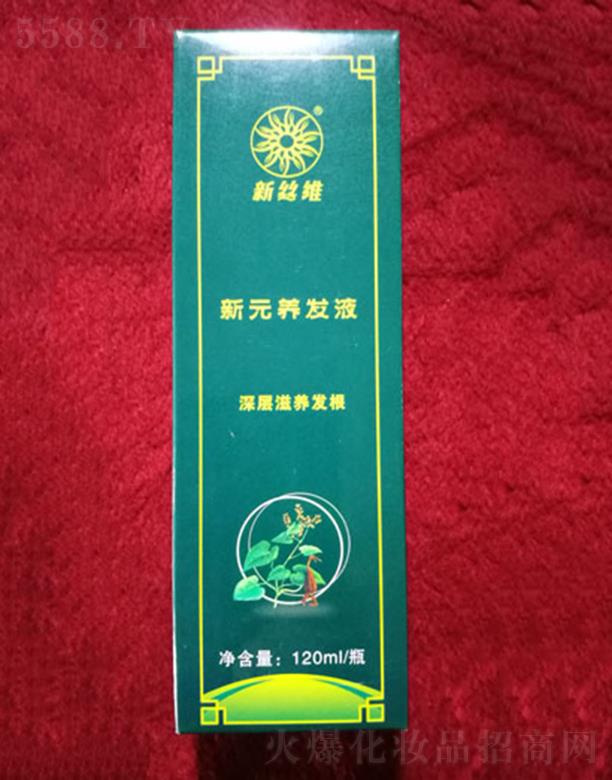 5588.TV
®
新丝维
新元养发液
深层滋养发根
净含量：120ml/瓶
火爆化妆品招商网